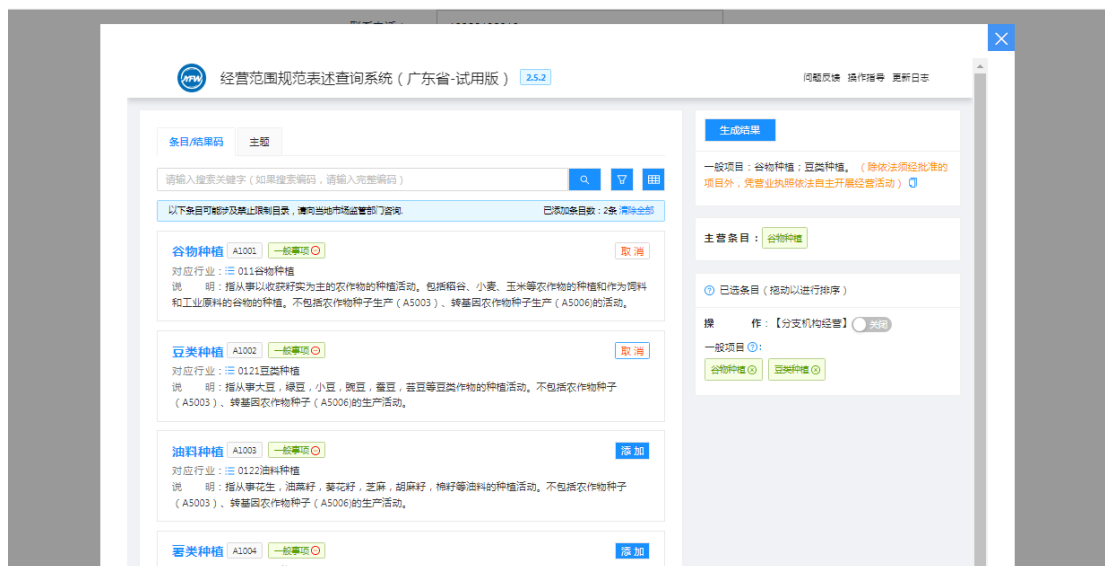 经营范围规范表述查询系统（广东省-试用版） 2.5.2
问题反馈 操作指导 更新日志
条目/结果码 主题
请输入搜索关键字（如果搜索编码，请输入完整编码）
以下条目可能涉及禁止限制目录，请向当地市场监管部门咨询. 已添加条目数：2条 清除全部
谷物种植 A1001 一般事项 取消
对应行业： 011谷物种植
说 明：指从事以收获籽实为主的农作物的种植活动。包括稻谷、小麦、玉米等农作物的种植和作为饲料
和工业原料的谷物的种植。不包括农作物种子生产（A5003）、转基因农作物种子生产（A5006)的活动。
豆类种植 A1002 一般事项 取消
对应行业： 0121豆类种植
说 明：指从事大豆，绿豆，小豆，豌豆，蚕豆，芸豆等豆类作物的种植活动。不包括农作物种子
（A5003）、转基因农作物种子（A5006)的生产活动。
油料种植 A1003 一般事项 添加
对应行业： 0122油料种植
说 明：指从事花生，油菜籽，葵花籽，芝麻，胡麻籽，棉籽等油料的种植活动。不包括农作物种子
（A5003）、转基因农作物种子（A5006)的生产活动。
薯类种植 A1004 一般事项 添加
生成结果
一般项目：谷物种植；豆类种植。（除依法须经批准的
项目外，凭营业执照依法自主开展经营活动）
主营条目： 谷物种植
已选条目（拖动以进行排序）
操 作：【分支机构经营】 关闭
一般项目 :
谷物种植 豆类种植